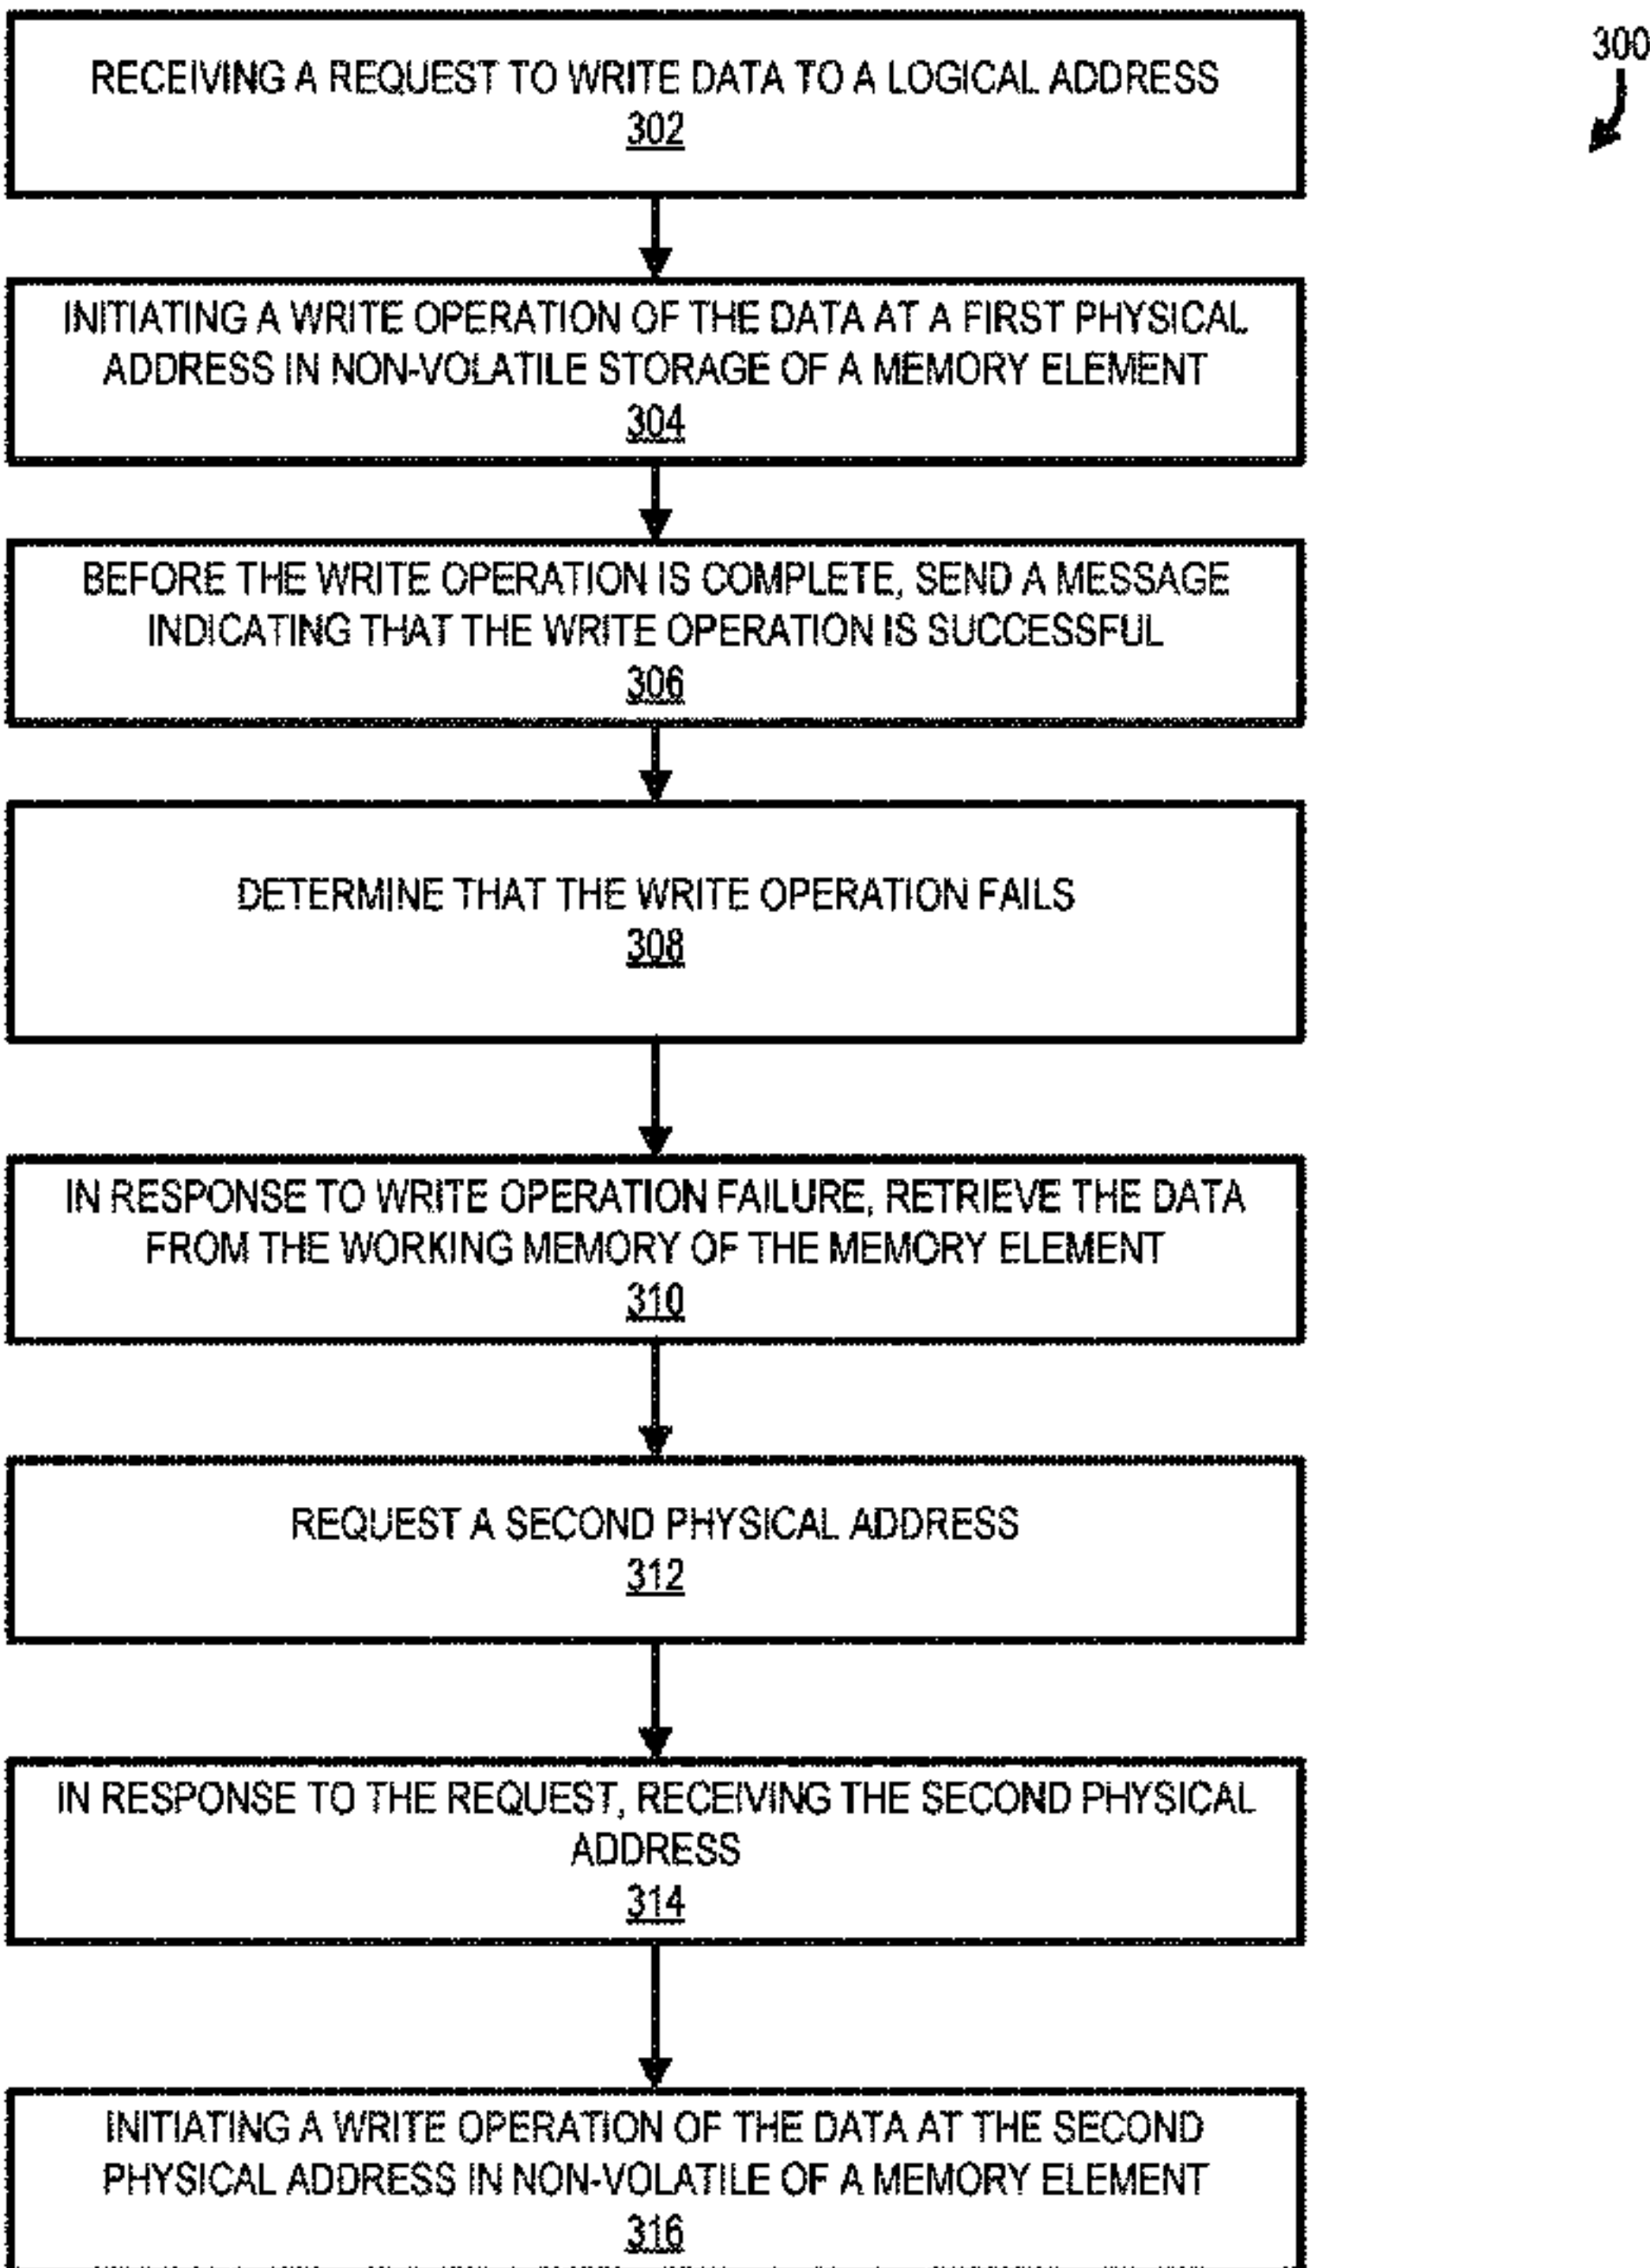 300
RECEIVING A REQUEST TO WRITE DATA TO A LOGICAL ADDRESS
302
INITIATING A WRITE OPERATION OF THE DATA AT A FIRST PHYSICAL
ADDRESS IN NON-VOLATILE STORAGE OF A MEMORY ELEMENT
304
BEFORE THE WRITE OPERATION IS COMPLETE, SEND A MESSAGE
INDICATING THAT THE WRITE OPERATION IS SUCCESSFUL
306
DETERMINE THAT THE WRITE OPERATION FAILS
308
IN RESPONSE TO WRITE OPERATION FAILURE, RETRIEVE THE DATA
FROM THE WORKING MEMORY OF THE MEMORY ELEMENT
310
REQUEST A SECOND PHYSICAL ADDRESS
312
IN RESPONSE TO THE REQUEST, RECEIVING THE SECOND PHYSICAL
ADDRESS
314
INITIATING A WRITE OPERATION OF THE DATA AT THE SECOND
PHYSICAL ADDRESS IN NON-VOLATILE OF A MEMORY ELEMENT
316